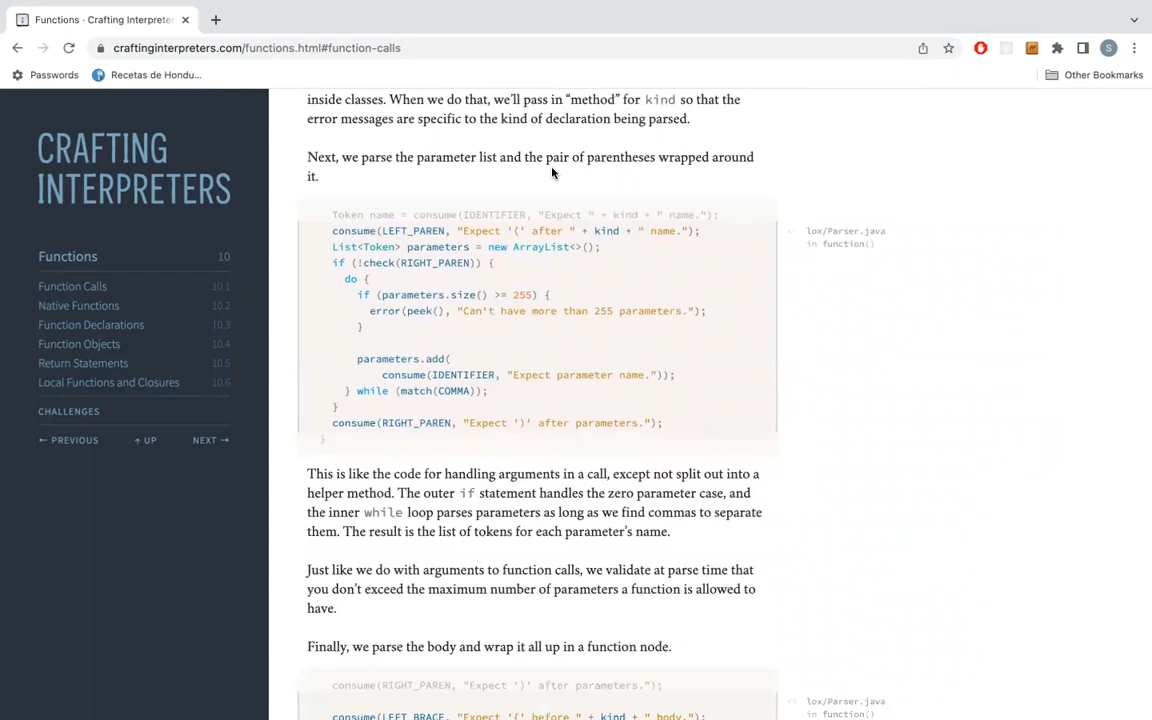 Functions · Crafting Interprete
craftinginterpreters.com/functions.html#function-calls
S
Passwords
Recetas de Hondu...
Other Bookmarks
CRAFTING
INTERPRETERS
Functions 10
Function Calls 10.1
Native Functions 10.2
Function Declarations 10.3
Function Objects 10.4
Return Statements 10.5
Local Functions and Closures 10.6
CHALLENGES
← PREVIOUS ↑ UP NEXT →
inside classes. When we do that, we’ll pass in “method” for kind so that the
error messages are specific to the kind of declaration being parsed.
Next, we parse the parameter list and the pair of parentheses wrapped around
it.
Token name = consume(IDENTIFIER, "Expect " + kind + " name.");
consume(LEFT_PAREN, "Expect '(' after " + kind + " name.");
List<Token> parameters = new ArrayList<>();
if (!check(RIGHT_PAREN)) {
do {
if (parameters.size() >= 255) {
error(peek(), "Can't have more than 255 parameters.");
}
parameters.add(
consume(IDENTIFIER, "Expect parameter name."));
} while (match(COMMA));
}
consume(RIGHT_PAREN, "Expect ')' after parameters.");
}
<< lox/Parser.java
in function()
This is like the code for handling arguments in a call, except not split out into a
helper method. The outer if statement handles the zero parameter case, and
the inner while loop parses parameters as long as we find commas to separate
them. The result is the list of tokens for each parameter’s name.
Just like we do with arguments to function calls, we validate at parse time that
you don’t exceed the maximum number of parameters a function is allowed to
have.
Finally, we parse the body and wrap it all up in a function node.
consume(RIGHT_PAREN, "Expect ')' after parameters.");
consume(LEFT_BRACE, "Expect '{' before " + kind + " body.");
<< lox/Parser.java
in function()